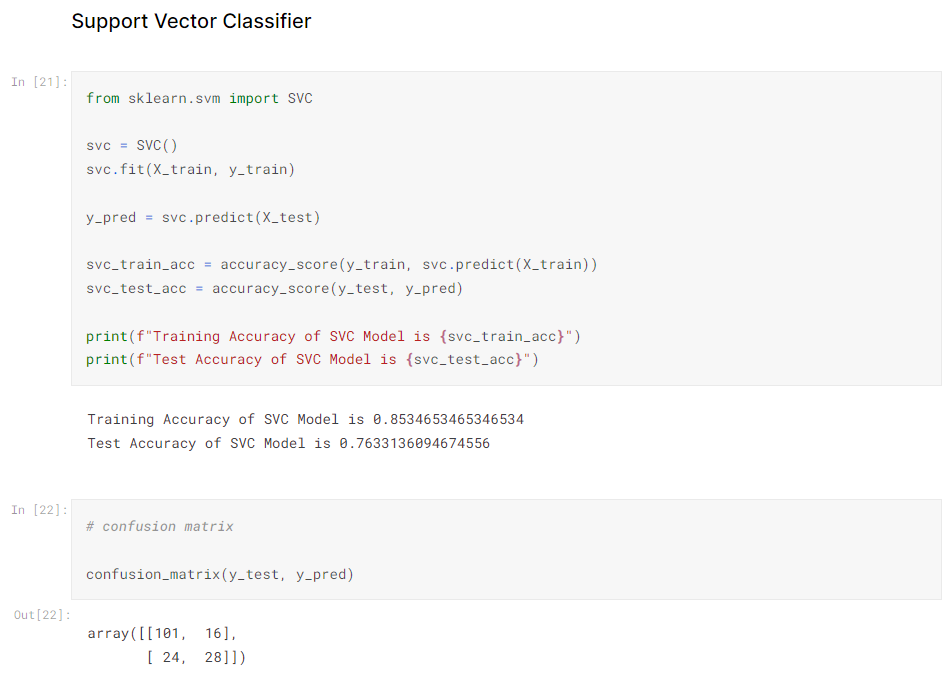 Support Vector Classifier
In [21]:
from sklearn.svm import SVC
svc = SVC()
svc.fit(X_train, y_train)
y_pred = svc.predict(X_test)
svc_train_acc = accuracy_score(y_train, svc.predict(X_train))
svc_test_acc = accuracy_score(y_test, y_pred)
print(f"Training Accuracy of SVC Model is {svc_train_acc}")
print(f"Test Accuracy of SVC Model is {svc_test_acc}")
Training Accuracy of SVC Model is 0.8534653465346534
Test Accuracy of SVC Model is 0.7633136094674556
In [22]:
# confusion matrix
confusion_matrix(y_test, y_pred)
Out[22]:
array([[101,  16],
       [ 24,  28]])